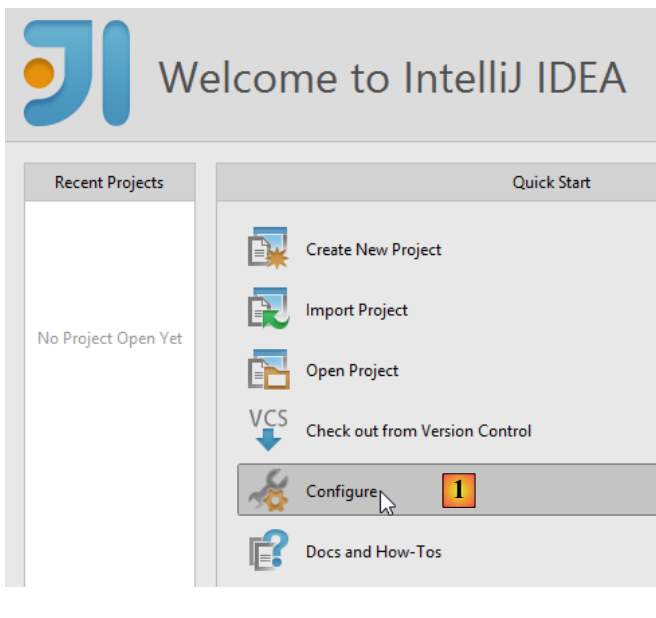 Welcome to IntelliJ IDEA
Recent Projects
Quick Start
No Project Open Yet
Create New Project
Import Project
Open Project
VCS
Check out from Version Control
Configure
1
Docs and How-Tos